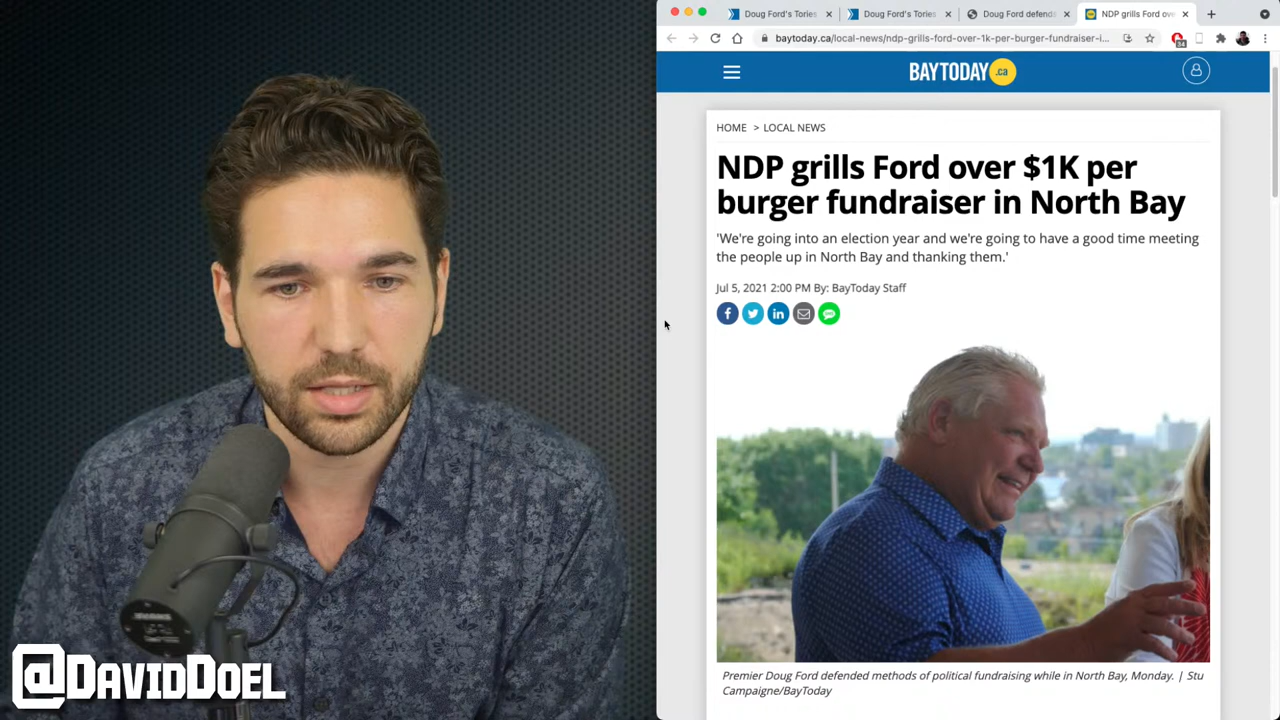 Doug Ford's Tories
Doug Ford's Tories
Doug Ford defends
NDP grills Ford ove
baytoday.ca/local-news/ndp-grills-ford-over-1k-per-burger-fundraiser-i...
34
BAYTODAY.ca
HOME > LOCAL NEWS
NDP grills Ford over $1K per
burger fundraiser in North Bay
'We're going into an election year and we're going to have a good time meeting
the people up in North Bay and thanking them.'
Jul 5, 2021 2:00 PM By: BayToday Staff
Premier Doug Ford defended methods of political fundraising while in North Bay, Monday. | Stu
Campaigne/BayToday
@DAVIDDOEL